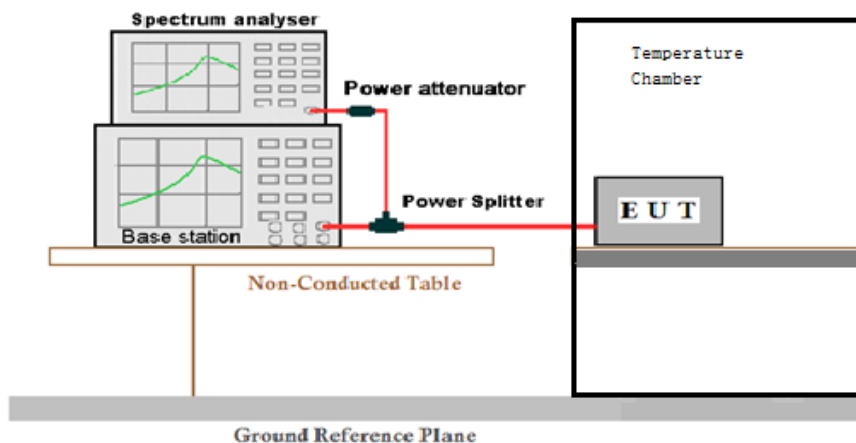 Spectrum analyser
Temperature
Chamber
Power attenuator
Power Splitter
E U T
Base station
Non-Conducted Table
Ground Reference Plane